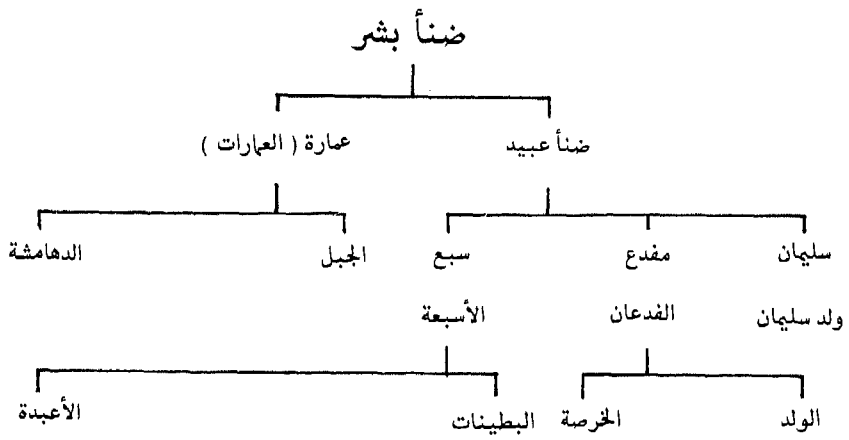 ضنأ بشر
ضنأ عبيد
عمارة ( العمارات )
سليمان
مفدع
سبع
الجبل
الدهامشة
ولد سليمان
الفدعان
الأسبعة
الولد
الخرصة
البطينات
الأعبدة